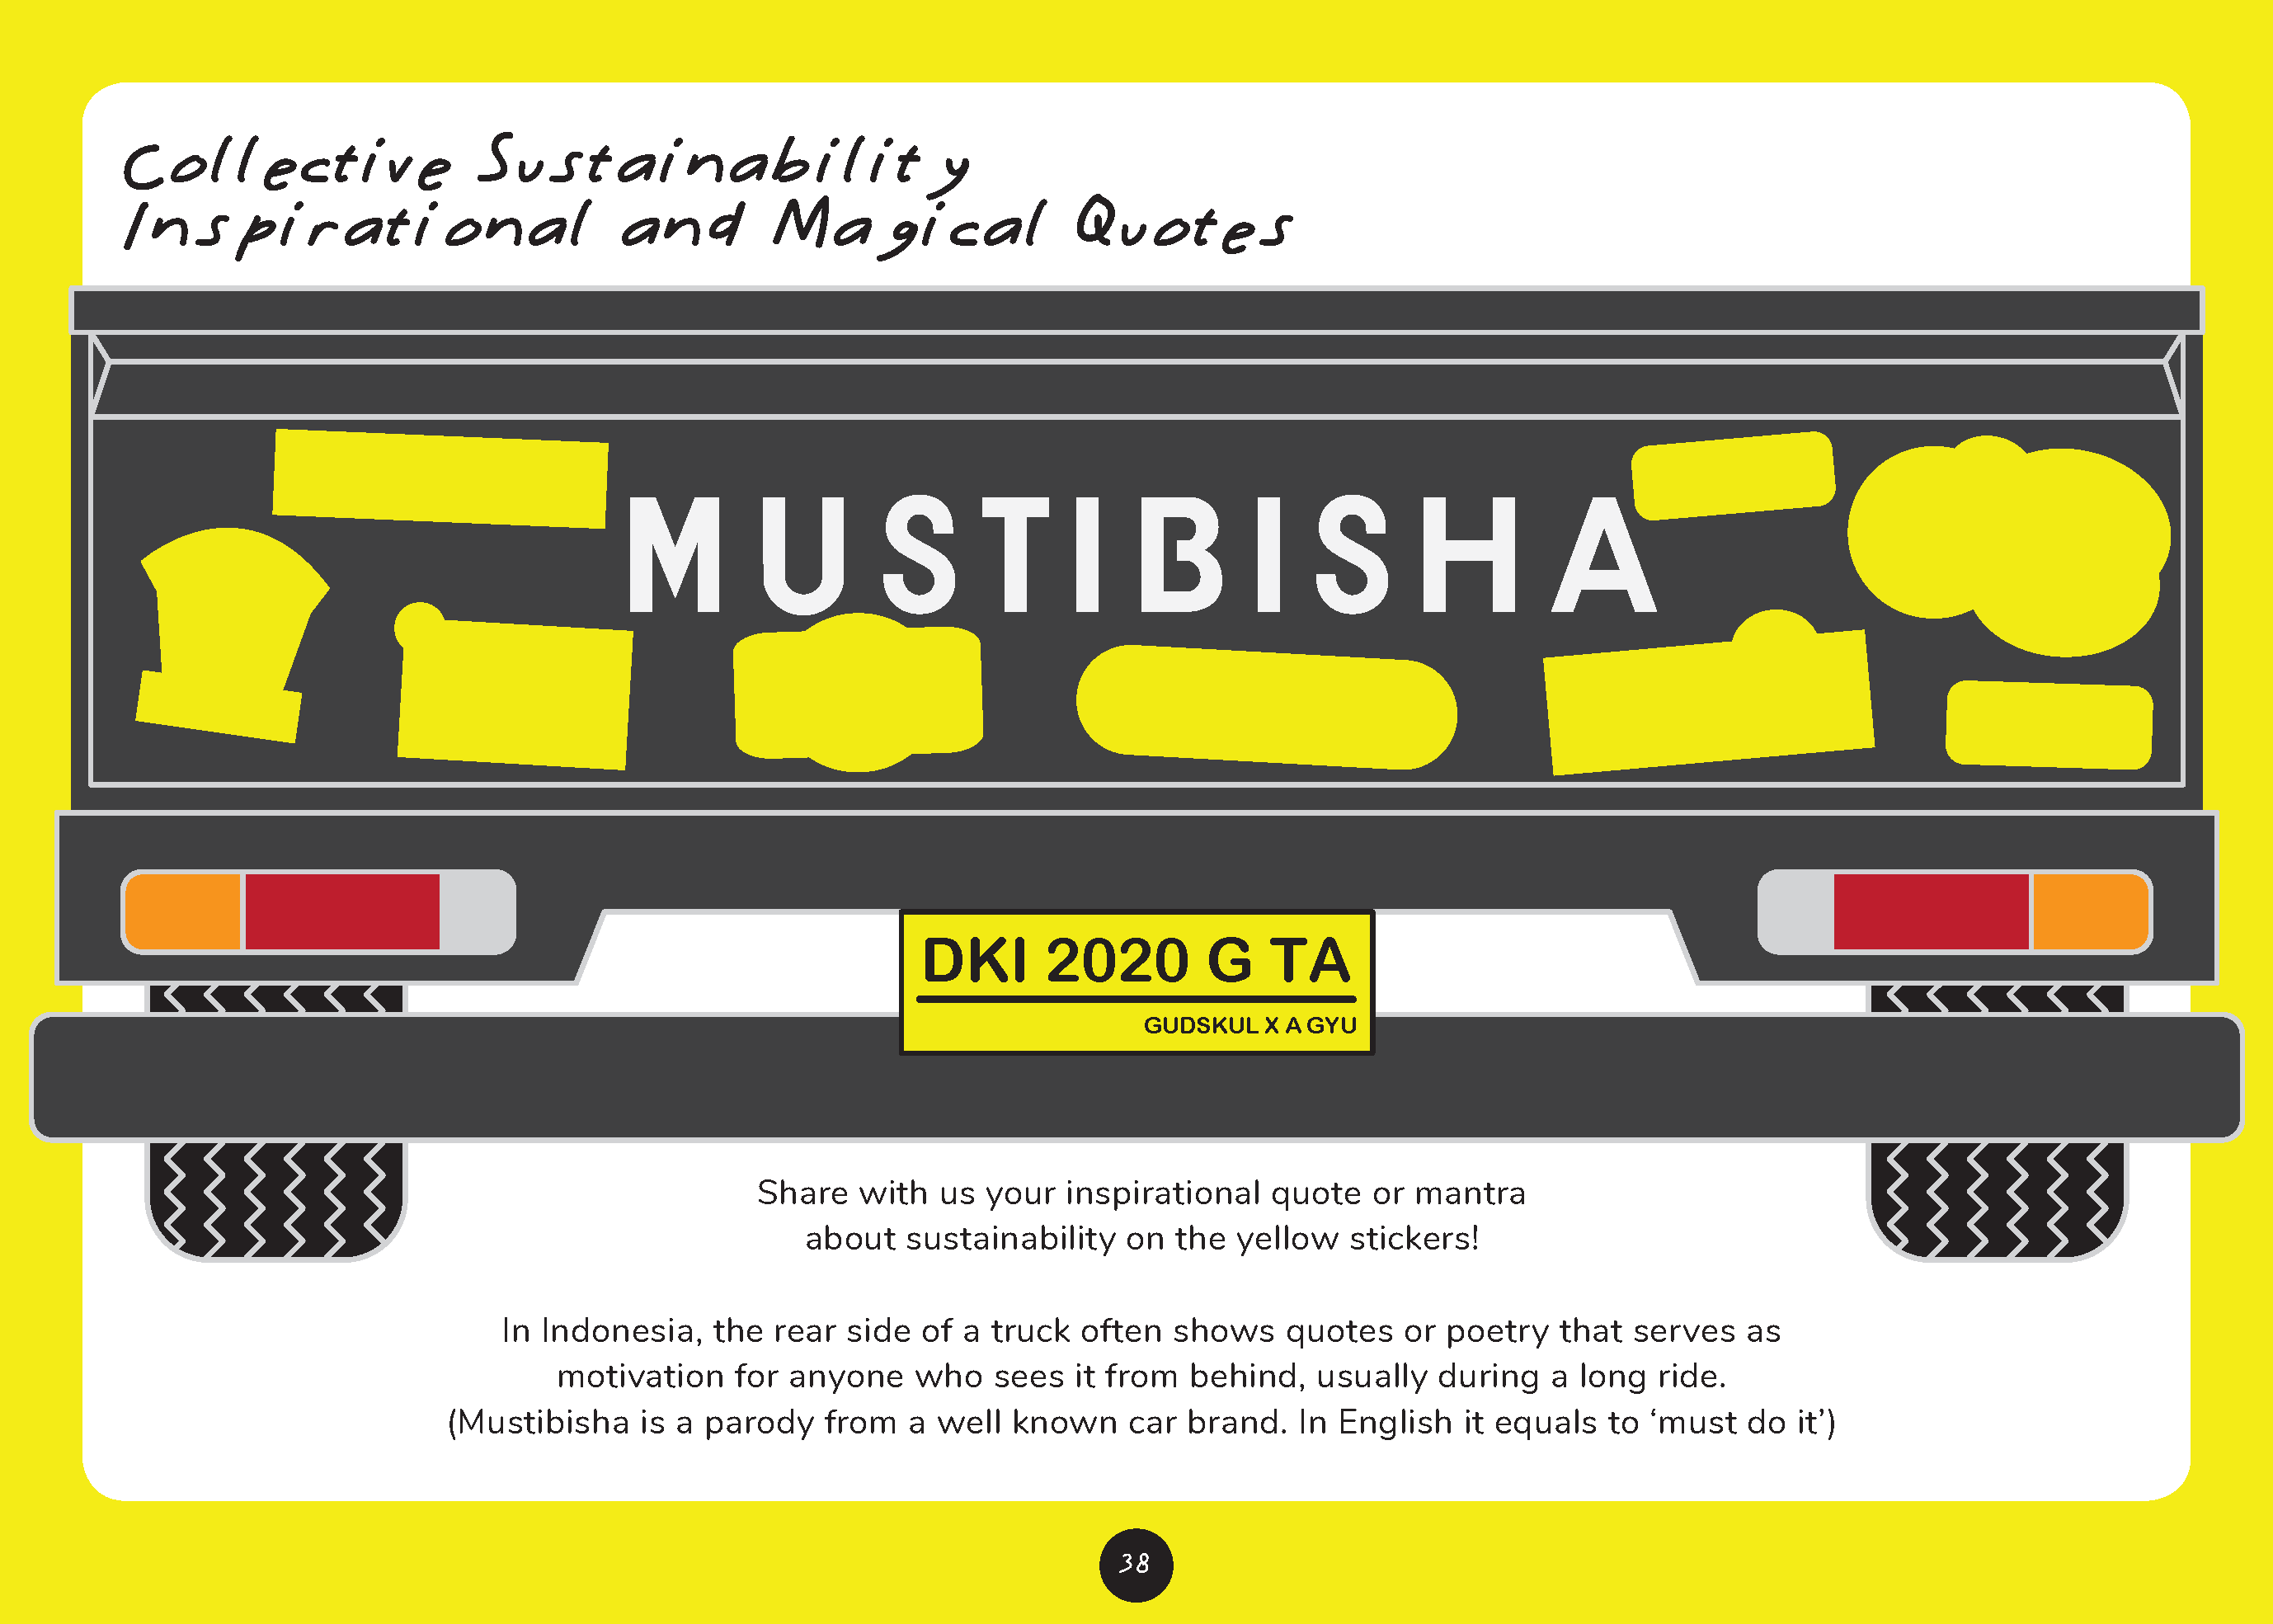 Collective Sustainability
Inspirational and Magical Quotes
MUSTIBISHA
DKI 2020 G TA
GUDSKUL X A GYU
Share with us your inspirational quote or mantra
about sustainability on the yellow stickers!
In Indonesia, the rear side of a truck often shows quotes or poetry that serves as
motivation for anyone who sees it from behind, usually during a long ride.
(Mustibisha is a parody from a well known car brand. In English it equals to ‘must do it’)
38